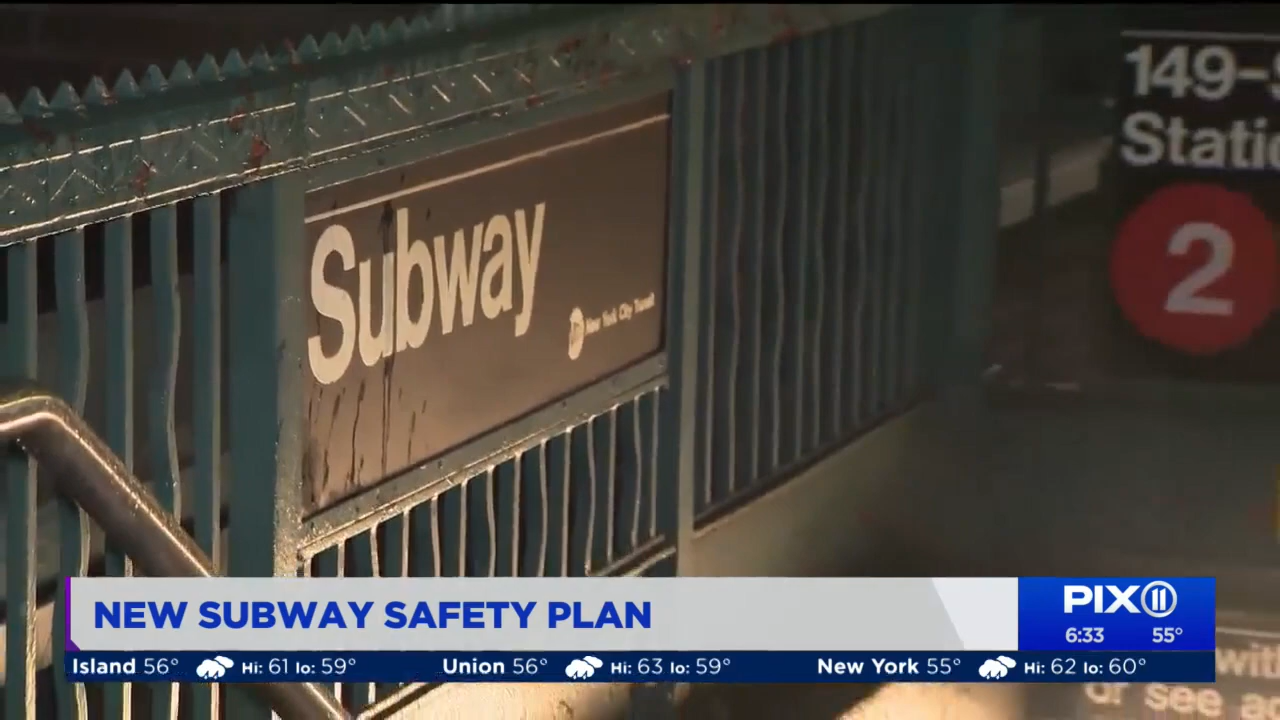 149-
Stati
2
Subway
New York City Transit
NEW SUBWAY SAFETY PLAN
PIX11
6:33 55°
Island 56° Hi: 61 lo: 59° Union 56° Hi: 63 lo: 59° New York 55° Hi: 62 lo: 60°
with
or see